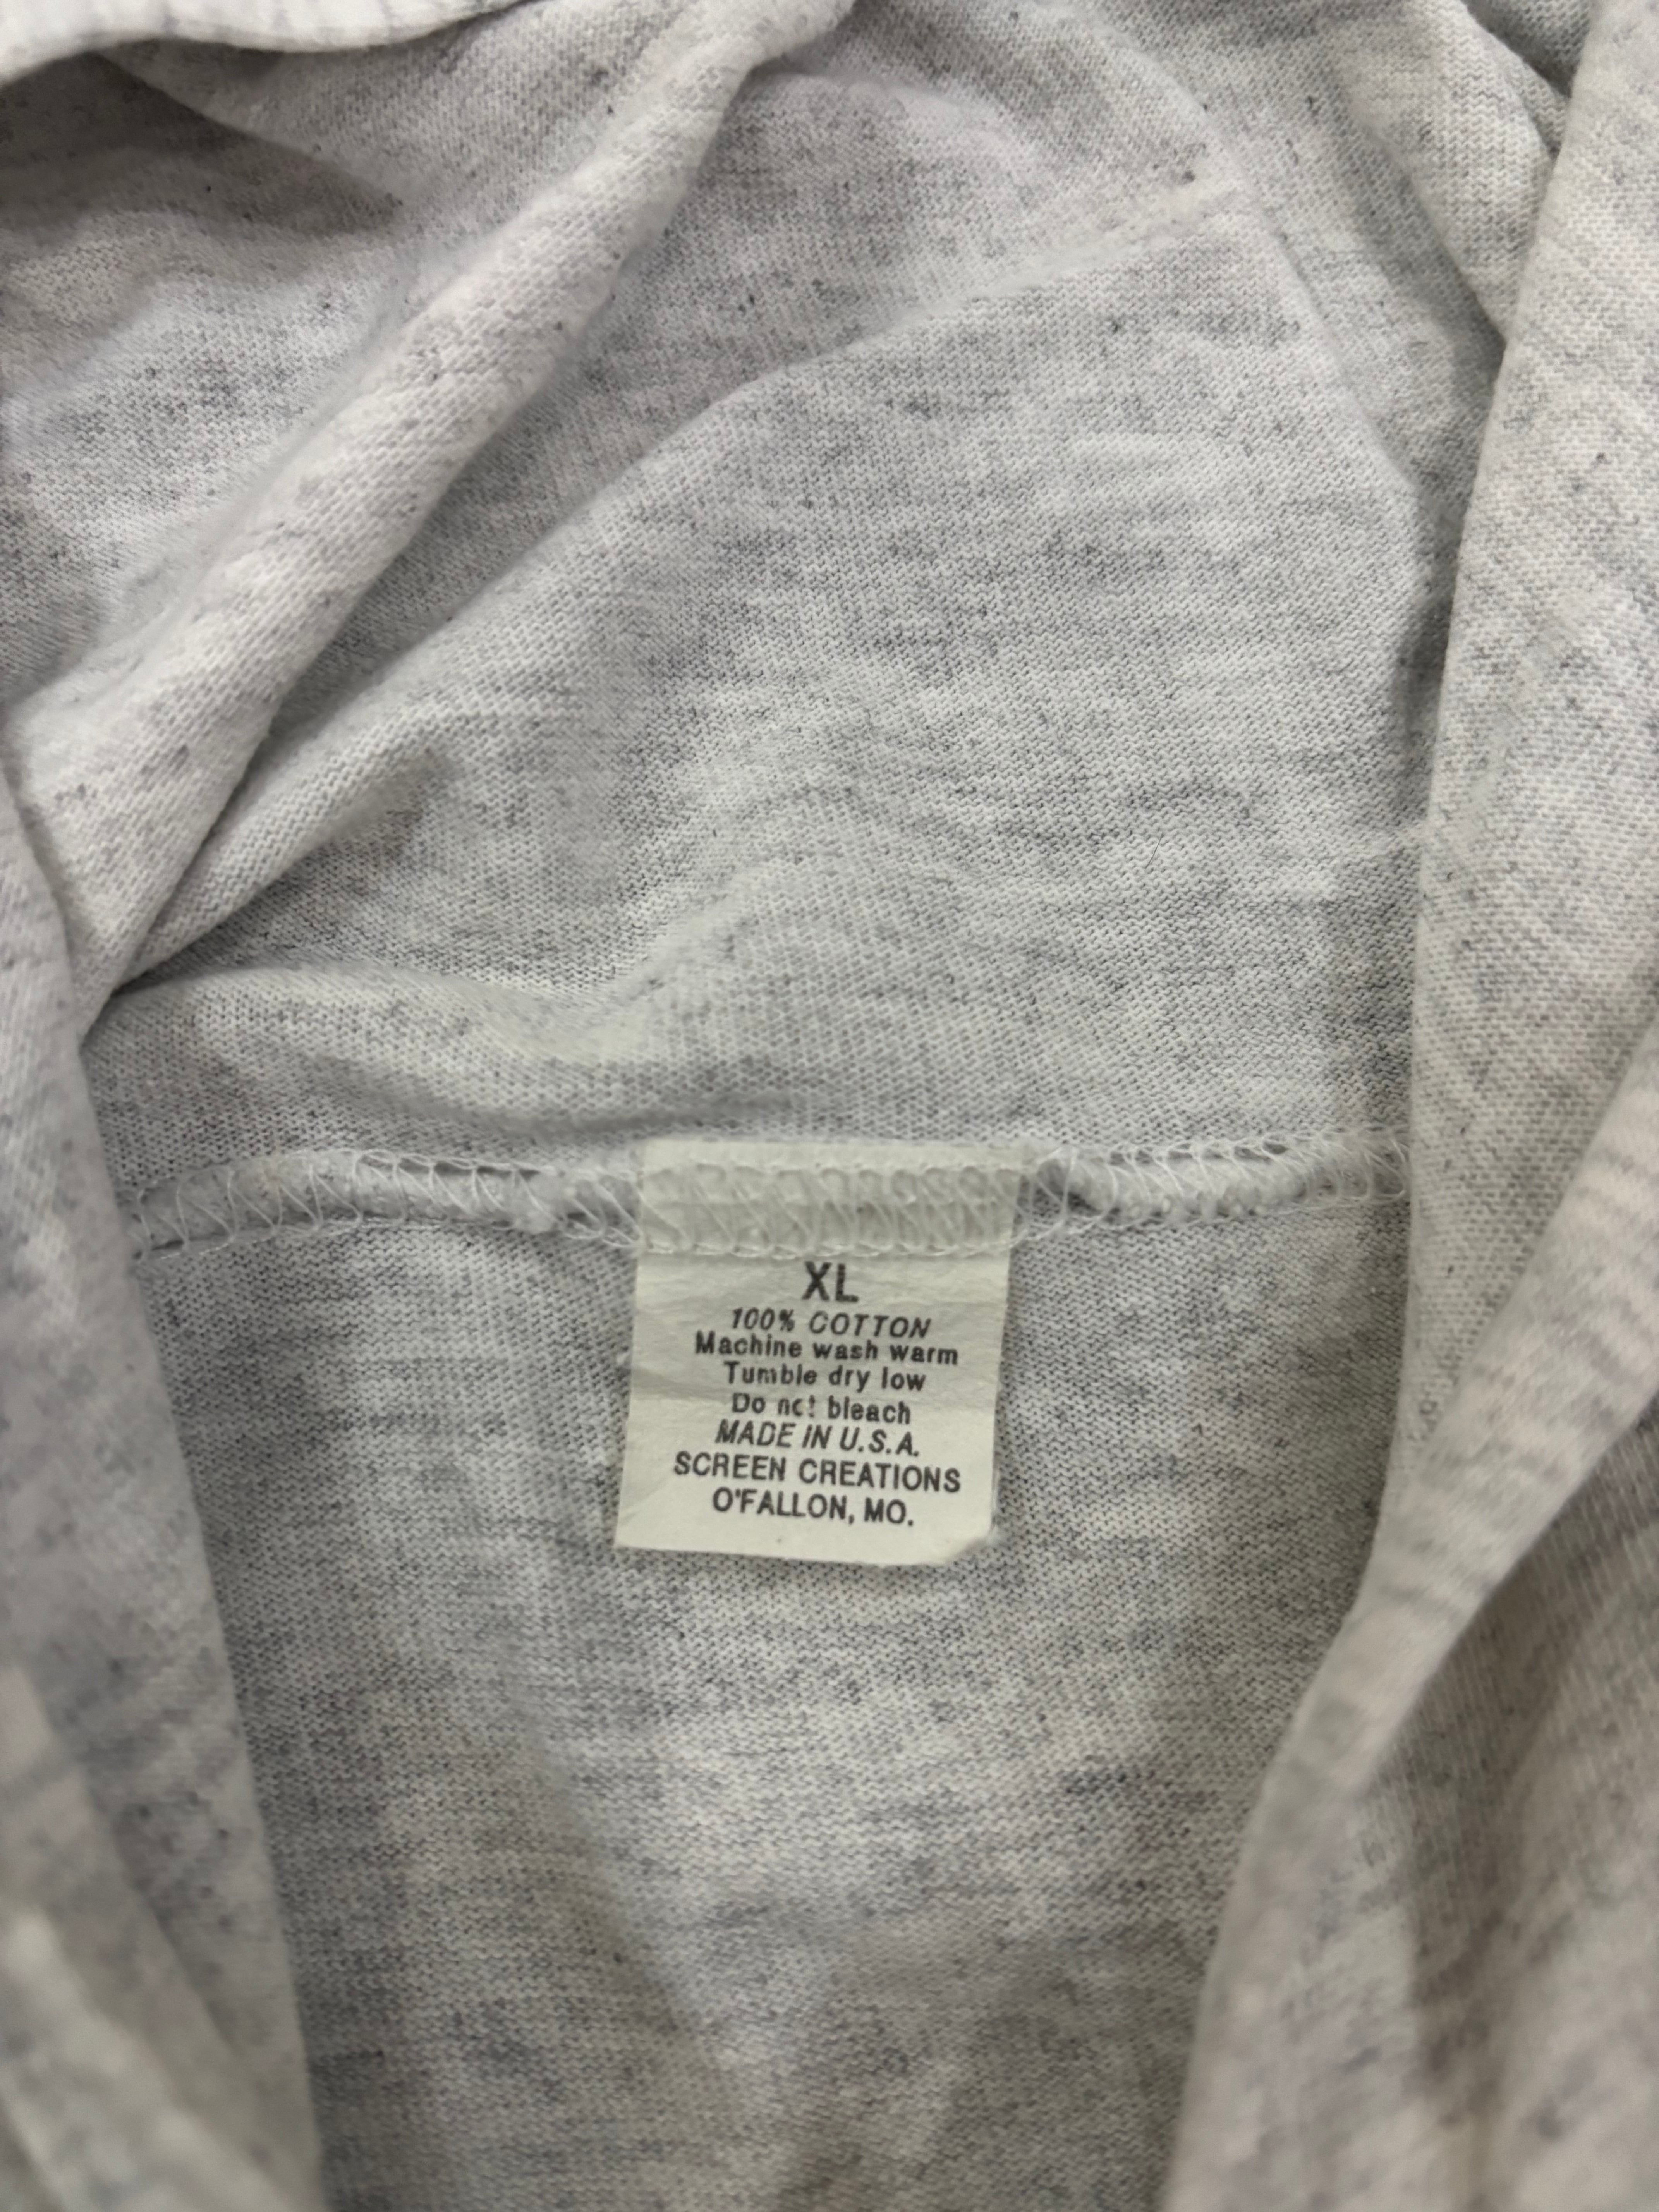 XL
100% COTTON
Machine wash warm
Tumble dry low
Do not bleach
MADE IN U.S.A.
SCREEN CREATIONS
O'FALLON, MO.